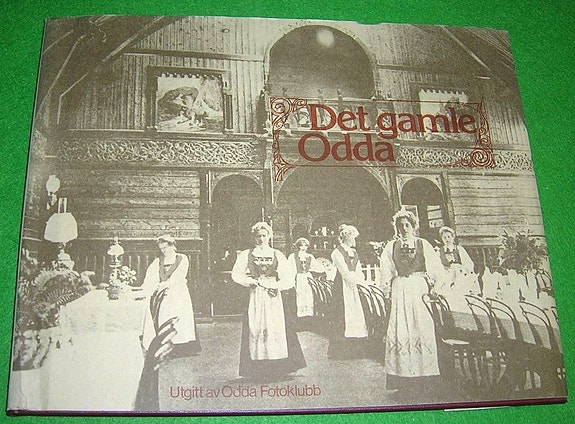 Det gamle
Odda
Utgitt av Odda Fotoklubb